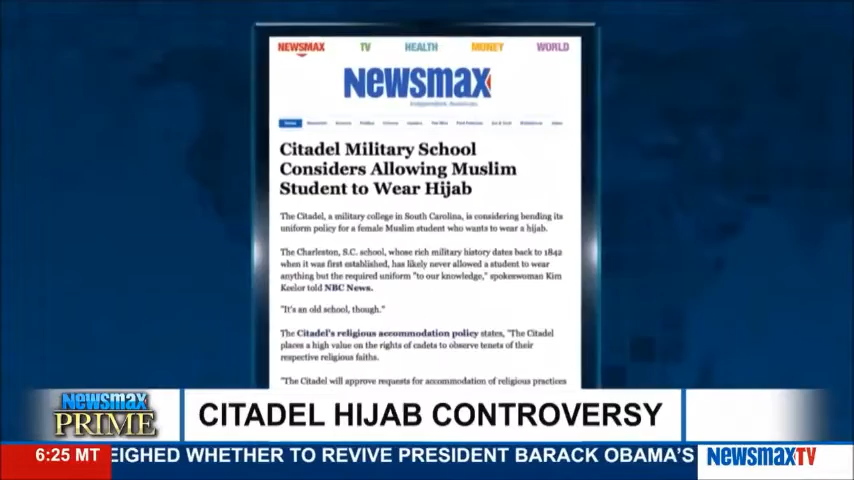 NEWSMAX TV HEALTH MONEY WORLD
Newsmax
Citadel Military School
Considers Allowing Muslim
Student to Wear Hijab
The Citadel, a military college in South Carolina, is considering bending its
uniform policy for a female Muslim student who wants to wear a hijab.
The Charleston, S.C. school, whose rich military history dates back to 1842
when it was first established, has likely never allowed a student to wear
anything but the required uniform "to our knowledge," spokeswoman Kim
Keelor told NBC News.
"It's an old school, though."
The Citadel's religious accommodation policy states, "The Citadel
places a high value on the rights of cadets to observe tenets of their
respective religious faiths.
"The Citadel will approve requests for accommodation of religious practices
Newsmax
PRIME
CITADEL HIJAB CONTROVERSY
6:25 MT EIGHED WHETHER TO REVIVE PRESIDENT BARACK OBAMA'S NewsmaxTV